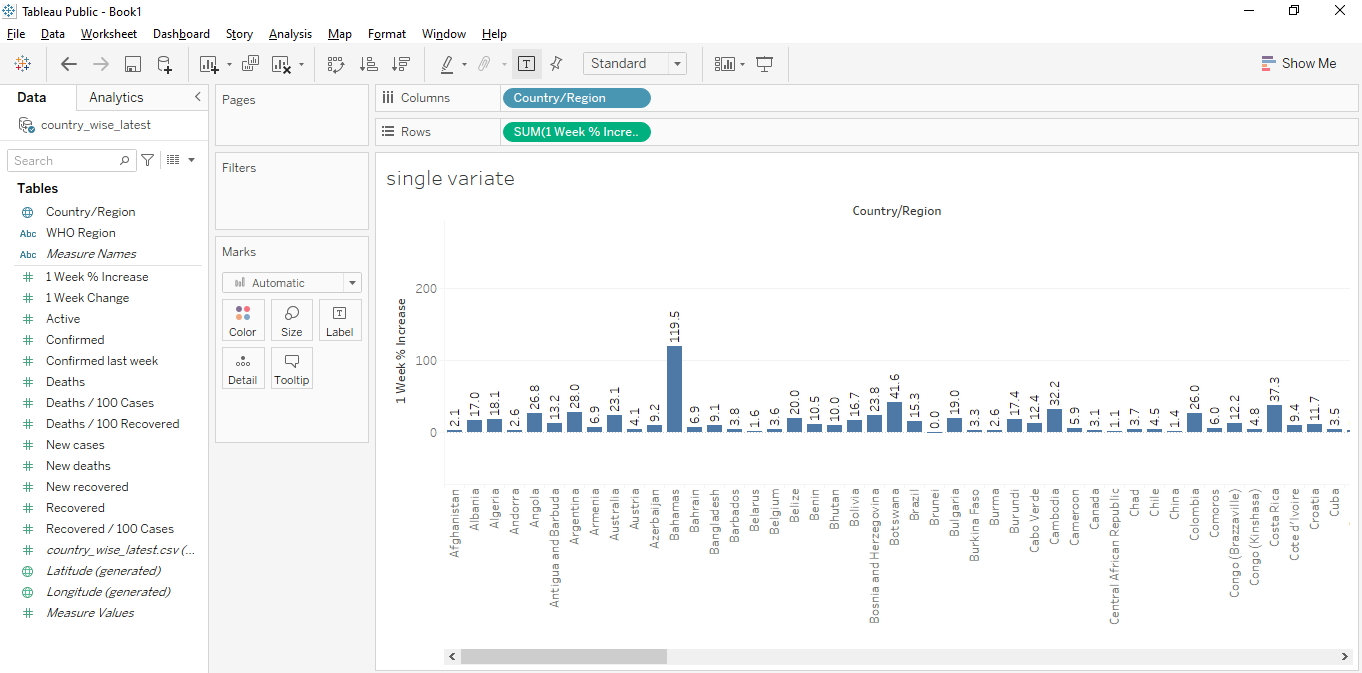 Tableau Public - Book1
File Data Worksheet Dashboard Story Analysis Map Format Window Help
Standard
Show Me
Data Analytics
country_wise_latest
Search
Tables
Country/Region
WHO Region
Measure Names
1 Week % Increase
1 Week Change
Active
Confirmed
Confirmed last week
Deaths
Deaths / 100 Cases
Deaths / 100 Recovered
New cases
New deaths
New recovered
Recovered
Recovered / 100 Cases
country_wise_latest.csv (...
Latitude (generated)
Longitude (generated)
Measure Values
Pages
Filters
Marks
Automatic
Color Size Label
Detail Tooltip
Columns Country/Region
Rows SUM(1 Week % Incre..
single variate
Country/Region
1 Week % Increase
200
100
0
2.1 17.0 18.1 2.6 26.8 13.2 28.0 6.9 23.1 4.1 9.2 119.5 6.9 9.1 3.8 1.6 3.6 20.0 10.5 10.0 16.7 23.8 41.6 15.3 0.0 19.0 3.3 2.6 17.4 12.4 32.2 5.9 3.1 1.1 3.7 4.5 1.4 26.0 6.0 12.2 4.8 37.3 9.4 11.7 3.5
Afghanistan
Albania
Algeria
Andorra
Angola
Antigua and Barbuda
Argentina
Armenia
Australia
Austria
Azerbaijan
Bahamas
Bahrain
Bangladesh
Barbados
Belarus
Belgium
Belize
Benin
Bhutan
Bolivia
Bosnia and Herzegovina
Botswana
Brazil
Brunei
Bulgaria
Burkina Faso
Burma
Burundi
Cabo Verde
Cambodia
Cameroon
Canada
Central African Republic
Chad
Chile
China
Colombia
Comoros
Congo (Brazzaville)
Congo (Kinshasa)
Costa Rica
Cote d'Ivoire
Croatia
Cuba